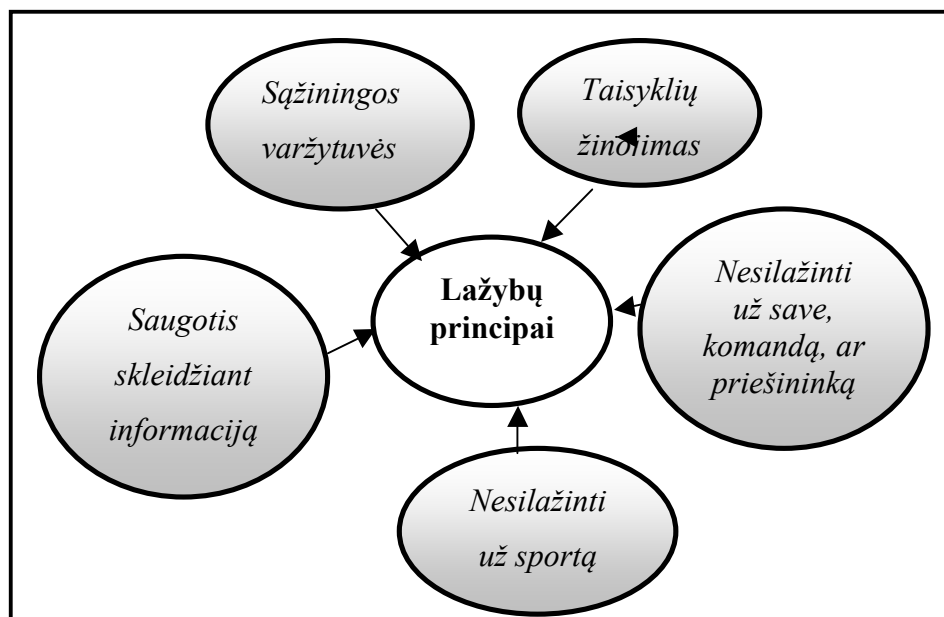 Sąžiningos
varžytuvės
Taisyklių
žinojimas
Lažybų
principai
Nesilažinti
už save,
komandą, ar
priešininką
Saugotis
skleidžiant
informaciją
Nesilažinti
už sportą